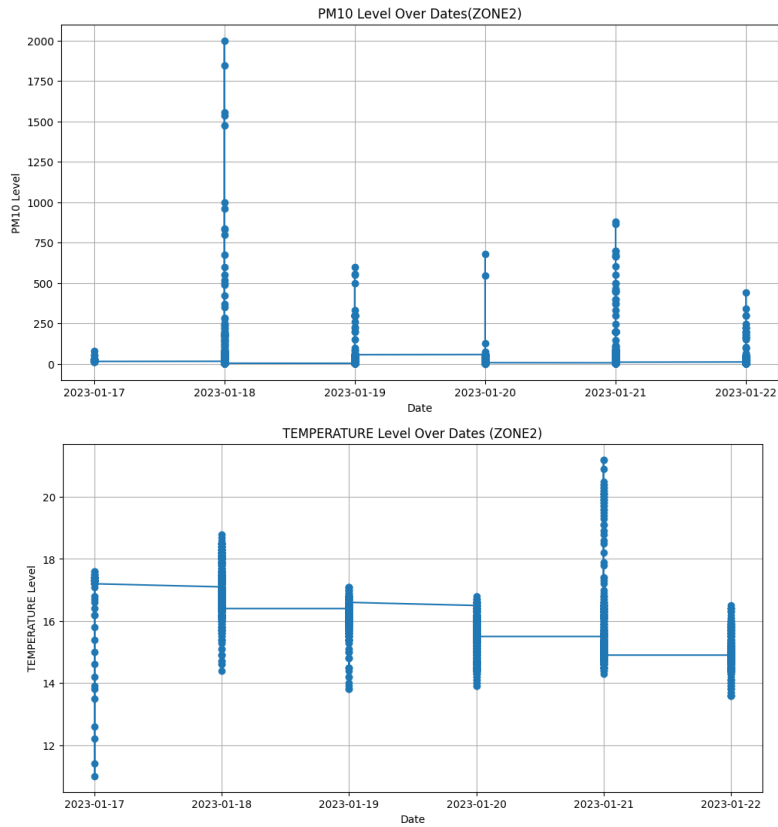 PM10 Level Over Dates(ZONE2)
2000
1750
1500
1250
1000
750
500
250
0
PM10 Level
2023-01-17 2023-01-18 2023-01-19 2023-01-20 2023-01-21 2023-01-22
Date
TEMPERATURE Level Over Dates (ZONE2)
20
18
16
14
12
TEMPERATURE Level
2023-01-17 2023-01-18 2023-01-19 2023-01-20 2023-01-21 2023-01-22
Date